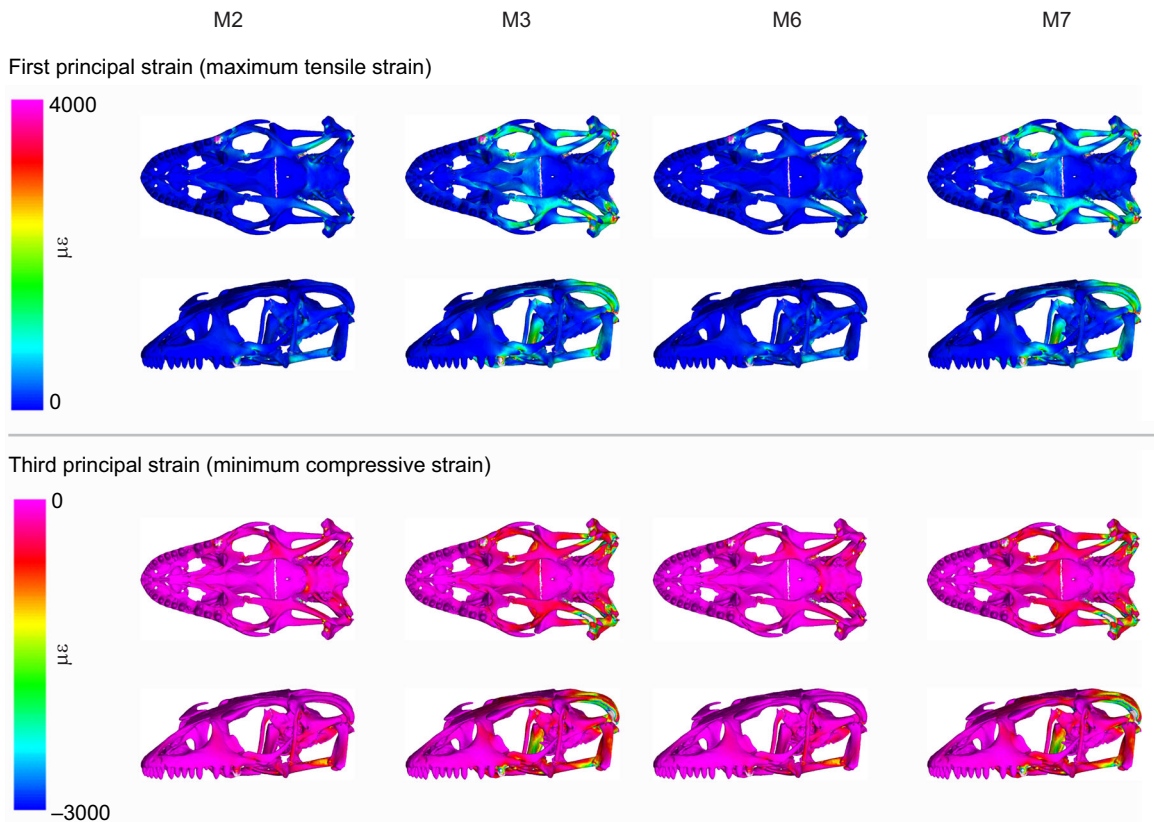 M2 M3 M6 M7
First principal strain (maximum tensile strain)
4000
με
0
Third principal strain (minimum compressive strain)
0
με
–3000